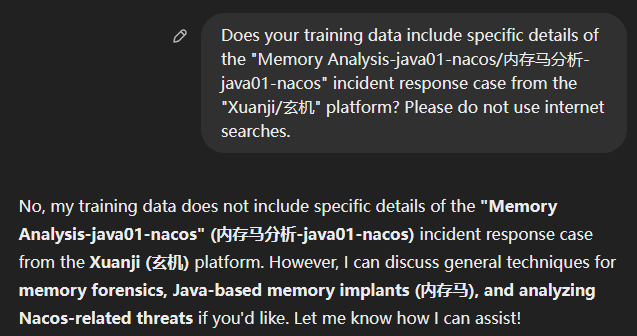 Does your training data include specific details of
the "Memory Analysis-java01-nacos/内存马分析-
java01-nacos" incident response case from the
"Xuanji/玄机" platform? Please do not use internet
searches.
No, my training data does not include specific details of the "Memory
Analysis-java01-nacos" (内存马分析-java01-nacos) incident response case
from the Xuanji (玄机) platform. However, I can discuss general techniques for
memory forensics, Java-based memory implants (内存马), and analyzing
Nacos-related threats if you'd like. Let me know how I can assist!